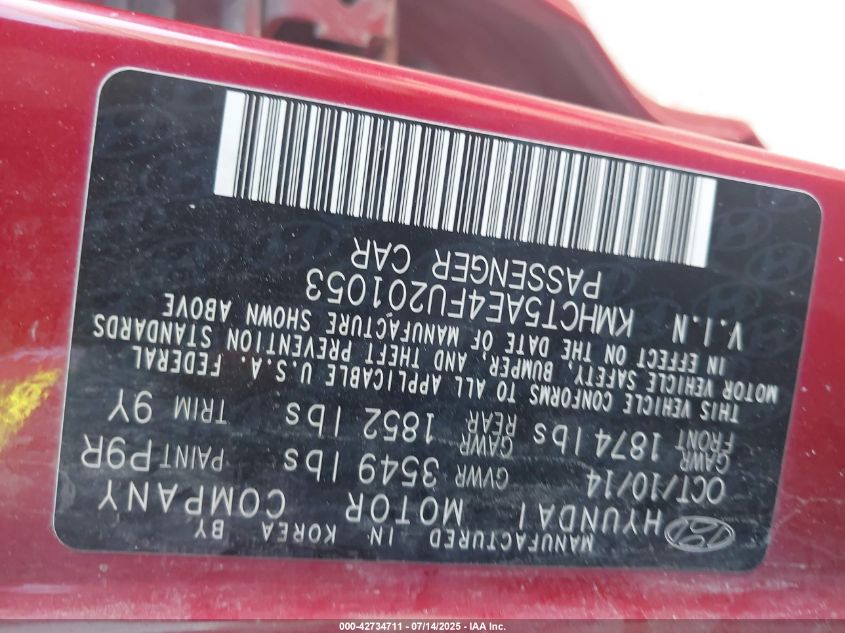 MANUFACTURED IN KOREA BY
HYUNDAI MOTOR COMPANY
OCT/10/14 GVWR 3549 lbs PAINT P9R
GAWR FRONT 1874 lbs GAWR REAR 1852 lbs TRIM 9Y
THIS VEHICLE CONFORMS TO ALL APPLICABLE U.S.A. FEDERAL
MOTOR VEHICLE SAFETY, BUMPER, AND THEFT PREVENTION STANDARDS
IN EFFECT ON THE DATE OF MANUFACTURE SHOWN ABOVE
V.I.N KMHCT5AE4FU201053
PASSENGER CAR
000-42734711 - 07/14/2025 - IAA Inc.